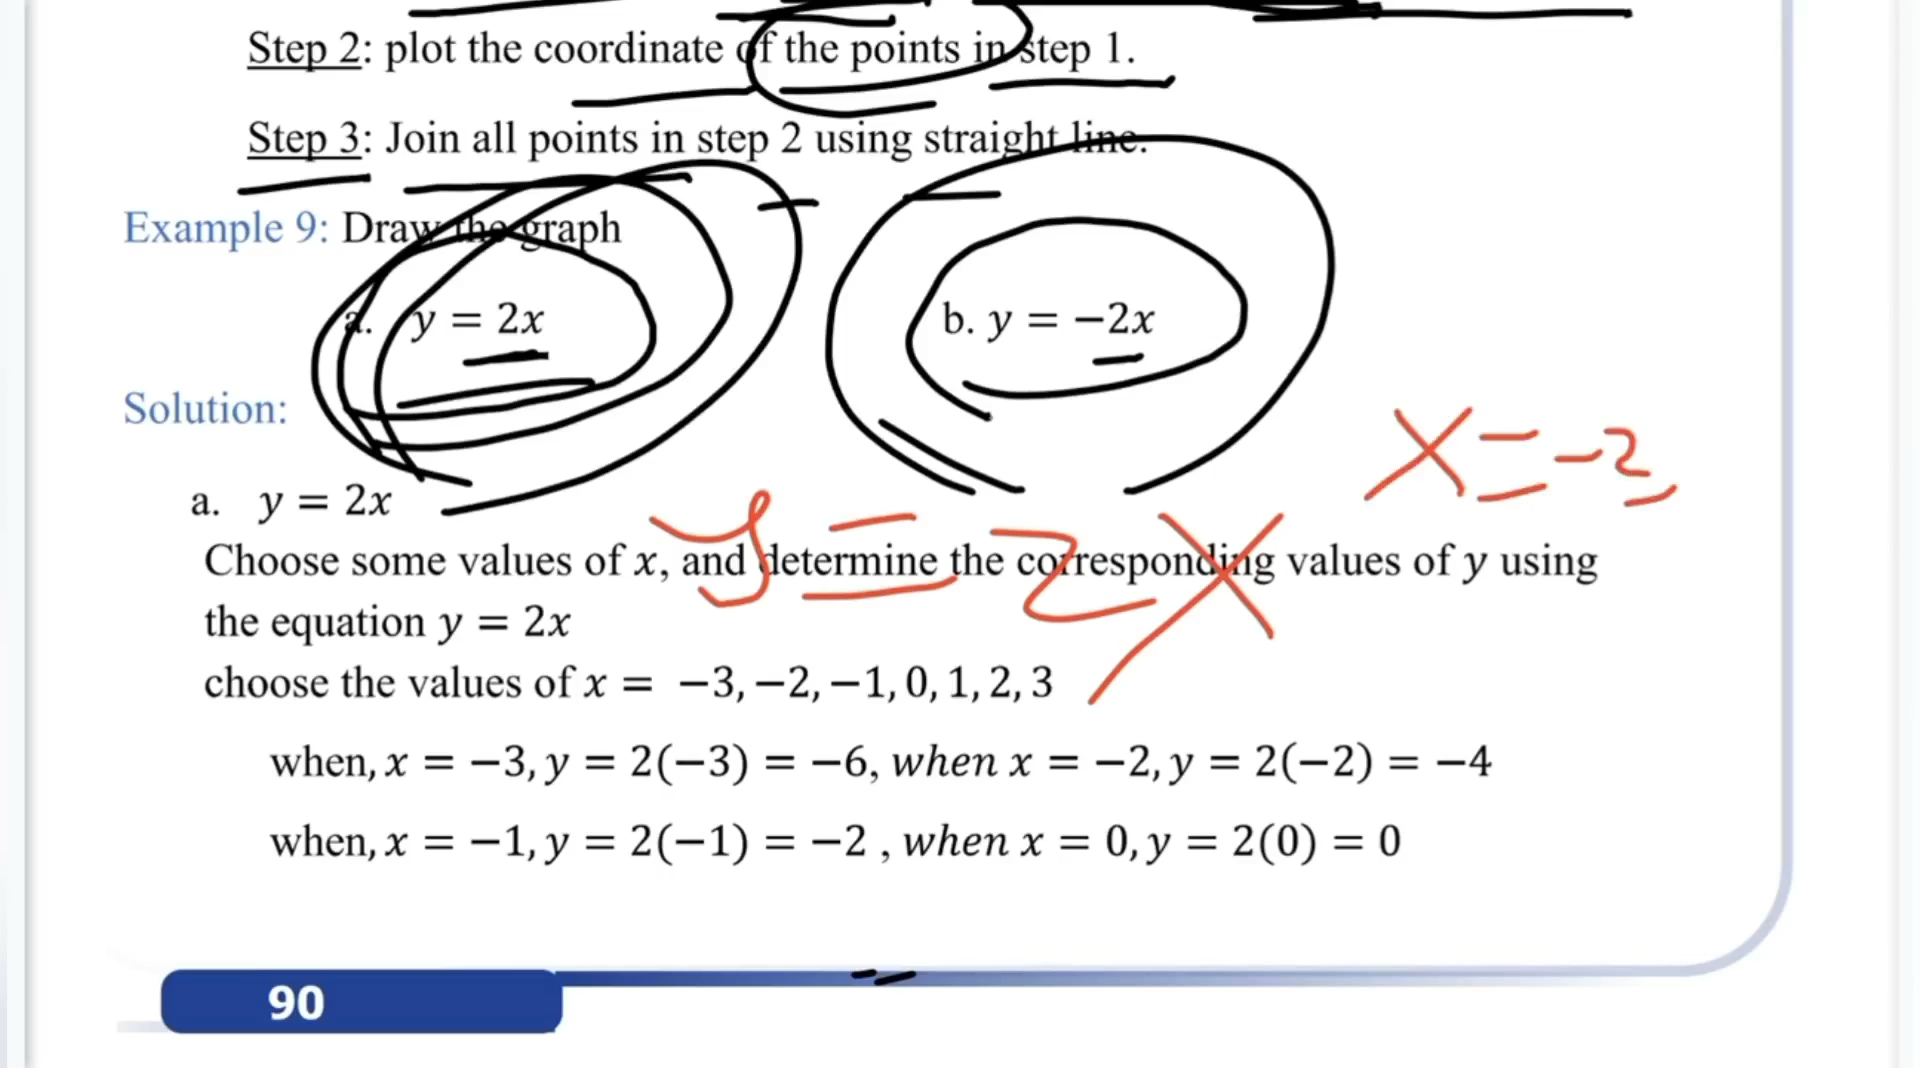 Step 2: plot the coordinate of the points in step 1.
Step 3: Join all points in step 2 using straight line.
Example 9: Draw the graph
a. y = 2x b. y = −2x
Solution:
x = −2,
a. y = 2x
y = 2x
Choose some values of x, and determine the corresponding values of y using
the equation y = 2x
choose the values of x = −3, −2, −1, 0, 1, 2, 3
when, x = −3, y = 2(−3) = −6, when x = −2, y = 2(−2) = −4
when, x = −1, y = 2(−1) = −2 , when x = 0, y = 2(0) = 0
90